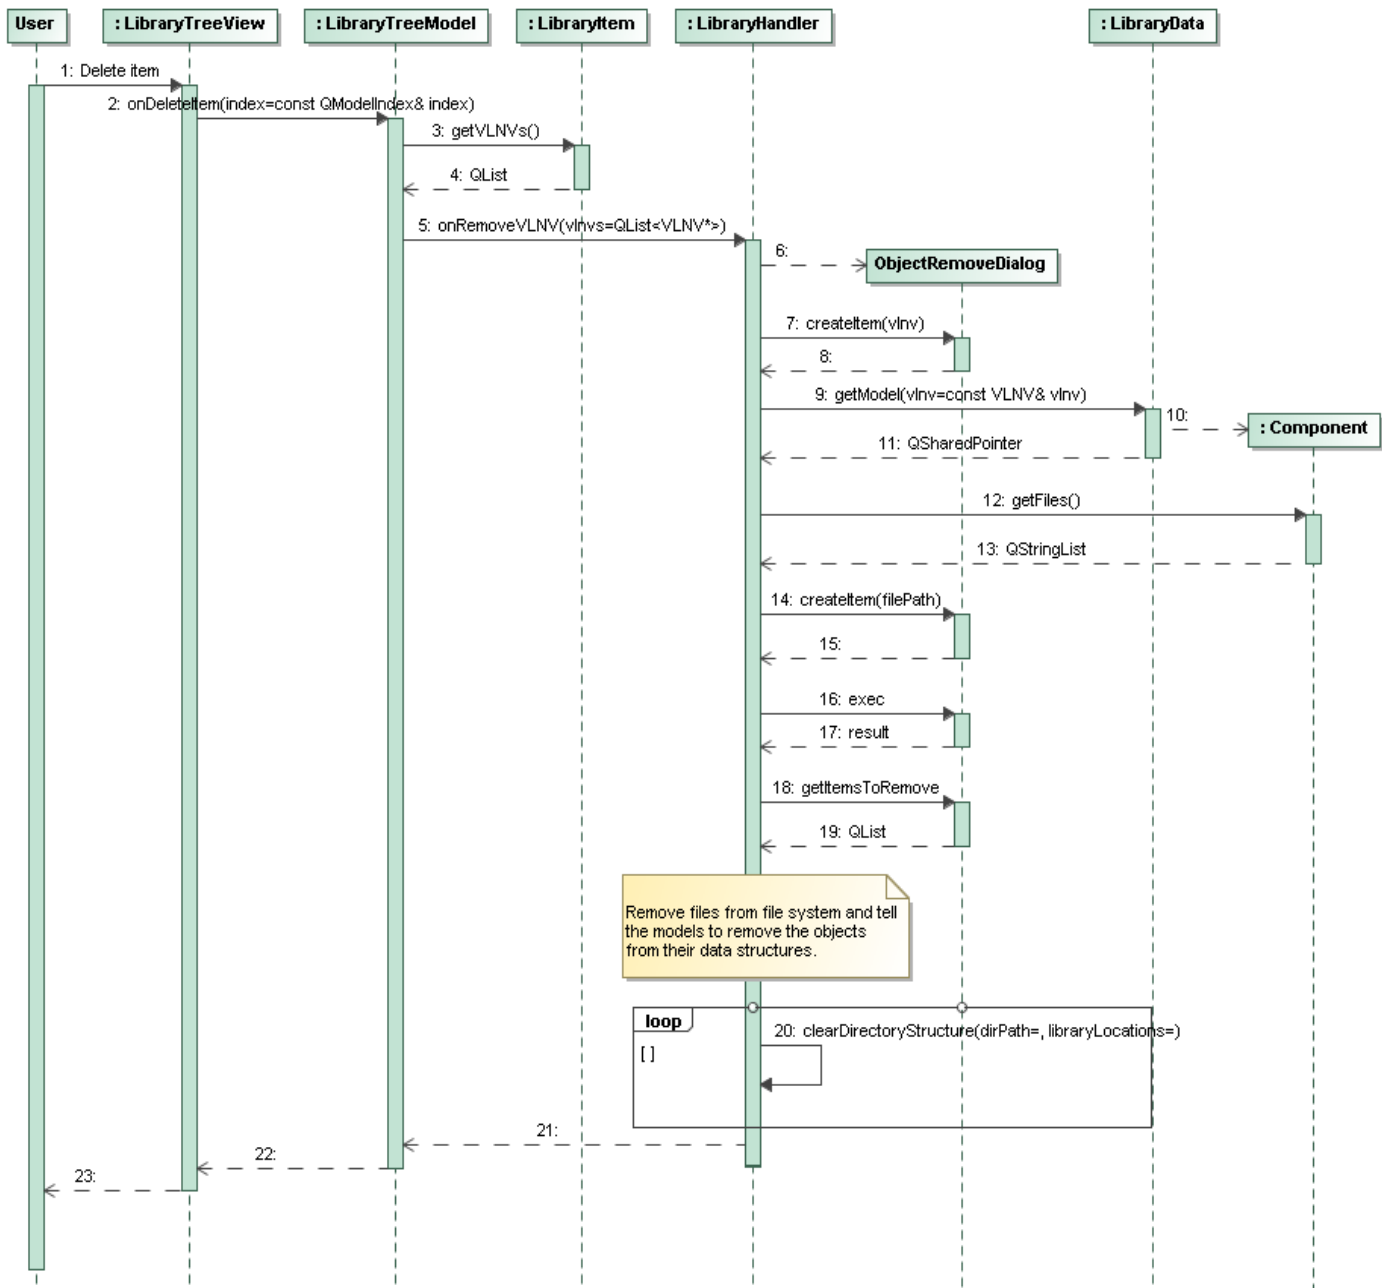 User
: LibraryTreeView
: LibraryTreeModel
: LibraryItem
: LibraryHandler
: LibraryData
1: Delete item
2: onDeleteItem(index=const QModelIndex& index)
3: getVLNVs()
4: QList
5: onRemoveVLNV(vlnvs=QList<VLNV*>)
6:
ObjectRemoveDialog
7: createItem(vlnv)
8:
9: getModel(vlnv=const VLNV& vlnv)
10:
: Component
11: QSharedPointer
12: getFiles()
13: QStringList
14: createItem(filePath)
15:
16: exec
17: result
18: getItemsToRemove
19: QList
Remove files from file system and tell
the models to remove the objects
from their data structures.
loop
[ ]
20: clearDirectoryStructure(dirPath=, libraryLocations=)
21:
22:
23: